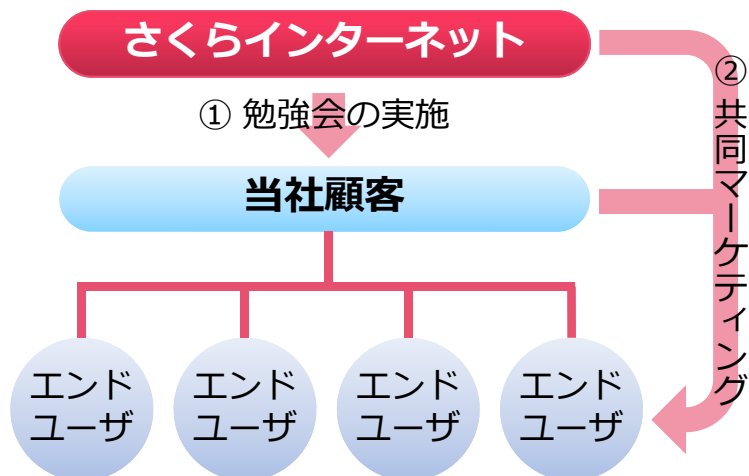 さくらインターネット
① 勉強会の実施
② 共同マーケティング
当社顧客
エンド
ユーザ
エンド
ユーザ
エンド
ユーザ
エンド
ユーザ